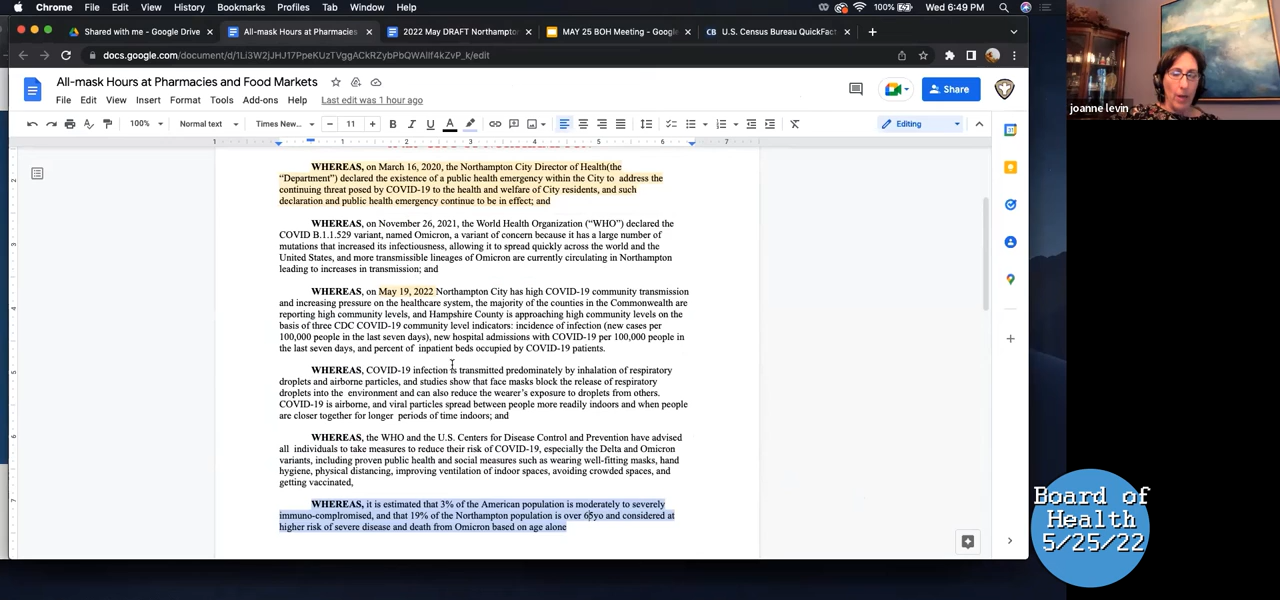 Chrome File Edit View History Bookmarks Profiles Tab Window Help 100% Wed 6:49 PM
Shared with me - Google Drive All-mask Hours at Pharmacies 2022 May DRAFT Northampton MAY 25 BOH Meeting - Google U.S. Census Bureau QuickFact
docs.google.com/document/d/1Li3W2jJH17PpeKUzTVggACkRZybPbQWAllf4kZvP_k/edit
All-mask Hours at Pharmacies and Food Markets
Share
File Edit View Insert Format Tools Add-ons Help Last edit was 1 hour ago
100% Normal text Times New... 11 B I U A Editing
WHEREAS, on March 16, 2020, the Northampton City Director of Health(the
“Department”) declared the existence of a public health emergency within the City to address the
continuing threat posed by COVID-19 to the health and welfare of City residents, and such
declaration and public health emergency continue to be in effect; and
WHEREAS, on November 26, 2021, the World Health Organization (“WHO”) declared the
COVID B.1.1.529 variant, named Omicron, a variant of concern because it has a large number of
mutations that increased its infectiousness, allowing it to spread quickly across the world and the
United States, and more transmissible lineages of Omicron are currently circulating in Northampton
leading to increases in transmission; and
WHEREAS, on May 19, 2022 Northampton City has high COVID-19 community transmission
and increasing pressure on the healthcare system, the majority of the counties in the Commonwealth are
reporting high community levels, and Hampshire County is approaching high community levels on the
basis of three CDC COVID-19 community level indicators: incidence of infection (new cases per
100,000 people in the last seven days), new hospital admissions with COVID-19 per 100,000 people in
the last seven days, and percent of inpatient beds occupied by COVID-19 patients.
WHEREAS, COVID-19 infection is transmitted predominately by inhalation of respiratory
droplets and airborne particles, and studies show that face masks block the release of respiratory
droplets into the environment and can also reduce the wearer's exposure to droplets from others.
COVID-19 is airborne, and viral particles spread between people more readily indoors and when people
are closer together for longer periods of time indoors; and
WHEREAS, the WHO and the U.S. Centers for Disease Control and Prevention have advised
all individuals to take measures to reduce their risk of COVID-19, especially the Delta and Omicron
variants, including proven public health and social measures such as wearing well-fitting masks, hand
hygiene, physical distancing, improving ventilation of indoor spaces, avoiding crowded spaces, and
getting vaccinated,
WHEREAS, it is estimated that 3% of the American population is moderately to severely
immuno-compromised, and that 19% of the Northampton population is over 65yo and considered at
higher risk of severe disease and death from Omicron based on age alone
joanne levin
Board of
Health
5/25/22